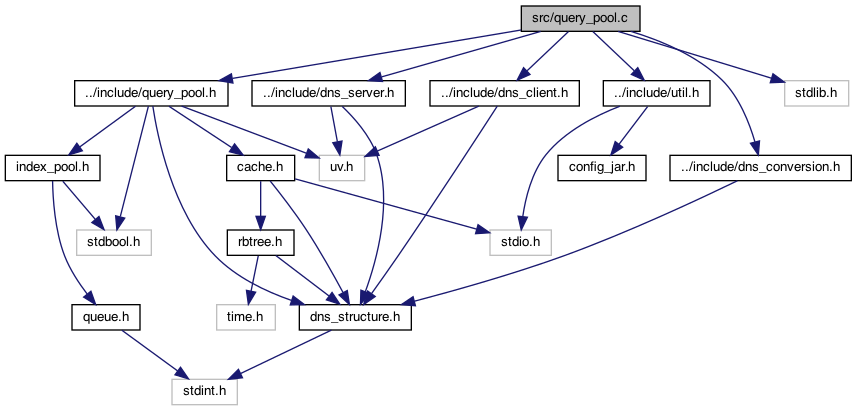 src/query_pool.c
../include/query_pool.h
../include/dns_server.h
../include/dns_client.h
../include/util.h
stdlib.h
index_pool.h
cache.h
uv.h
config_jar.h
../include/dns_conversion.h
stdbool.h
rbtree.h
stdio.h
queue.h
time.h
dns_structure.h
stdint.h